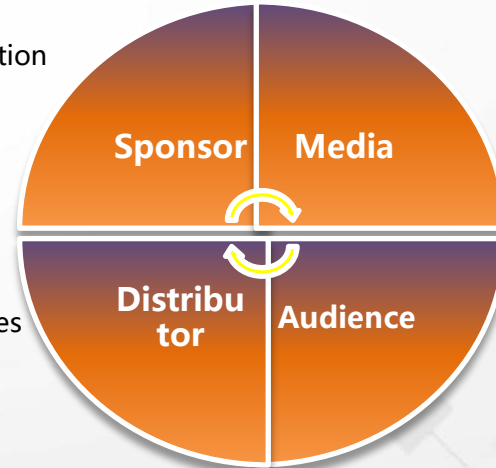 tion
Sponsor
Media
Distribu
tor
Audience
es